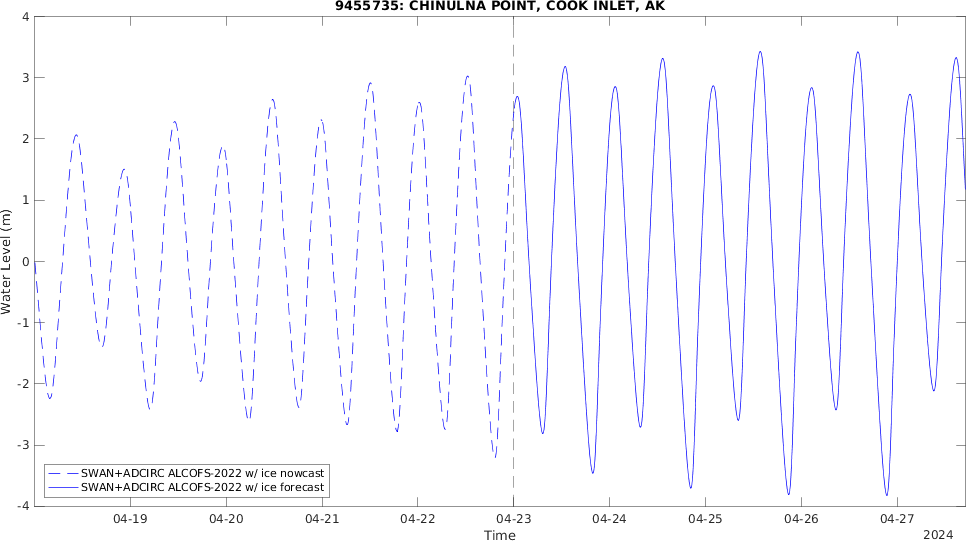 9455735: CHINULNA POINT, COOK INLET, AK
Water Level (m)
4
3
2
1
0
-1
-2
-3
-4
SWAN+ADCIRC ALCOFS-2022 w/ ice nowcast
SWAN+ADCIRC ALCOFS-2022 w/ ice forecast
04-19 04-20 04-21 04-22 04-23 04-24 04-25 04-26 04-27
Time
2024